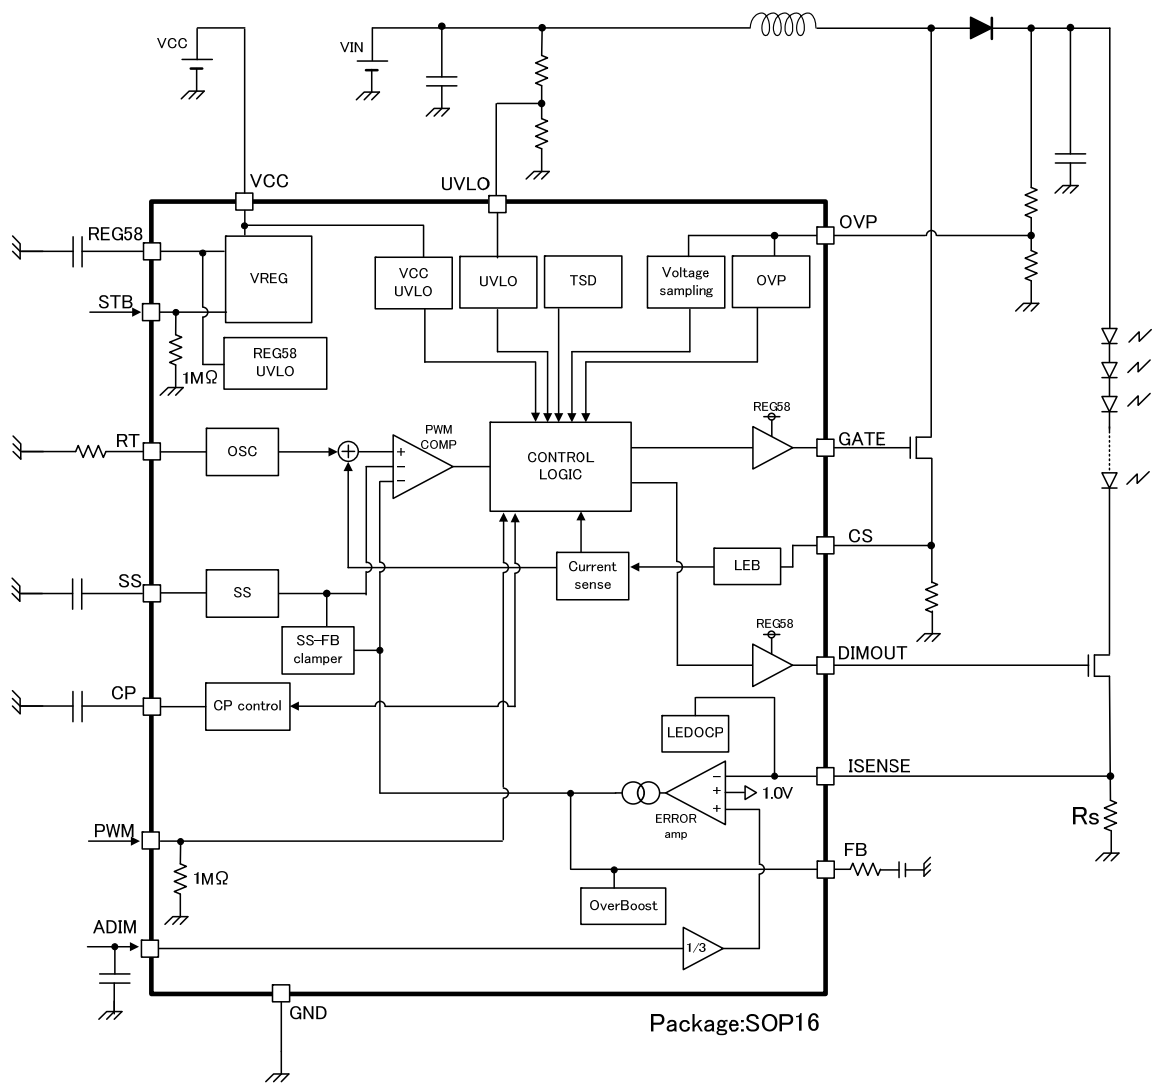 VCC
VIN
VCC
UVLO
REG58
OVP
VREG
VCC
UVLO
UVLO
TSD
Voltage
sampling
OVP
STB
1MΩ
REG58
UVLO
REG58
RT
OSC
+
PWM
COMP
+
−
−
CONTROL
LOGIC
GATE
CS
Current
sense
LEB
SS
SS
SS-FB
clamper
REG58
DIMOUT
CP
CP control
LEDOCP
ISENSE
−
+
+
1.0V
ERROR
amp
Rs
PWM
1MΩ
FB
OverBoost
ADIM
1/3
GND
Package:SOP16